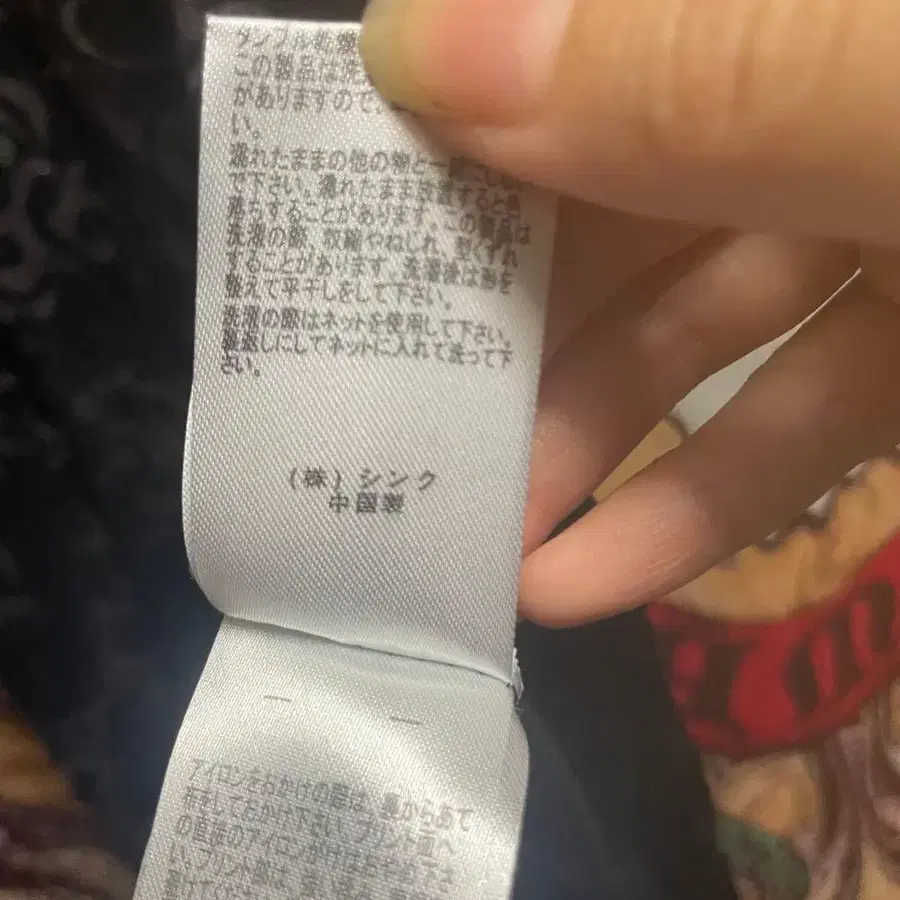 タンブル乾燥
この製品は洗
がありますので
い。
濡れたままの他の物と一緒に
で下さい。濡れたまま放置すると色
落ちすることがあります。この製品は
洗濯の際、収縮やねじれ、型くずれ
することがあります。洗濯後は形を
整えて平干しをして下さい。
洗濯の際はネットを使用して下さい。
裏返しにしてネットに入れて洗って下
さい。
(株)シンク
中国製
アイロンをおかけの際は、裏からあて
布をしておかけ下さい。プリント面へ
の直接のアイロンがけは
い。プリント